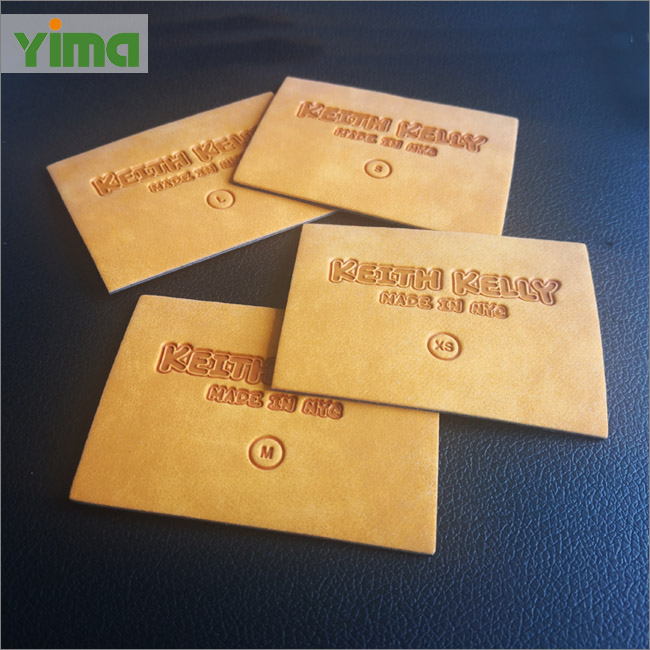 Yima
KEITH KELLY
MADE IN NYC
L
KEITH KELLY
MADE IN NYC
S
KEITH KELLY
MADE IN NYC
XS
KEITH
MADE IN NYC
M